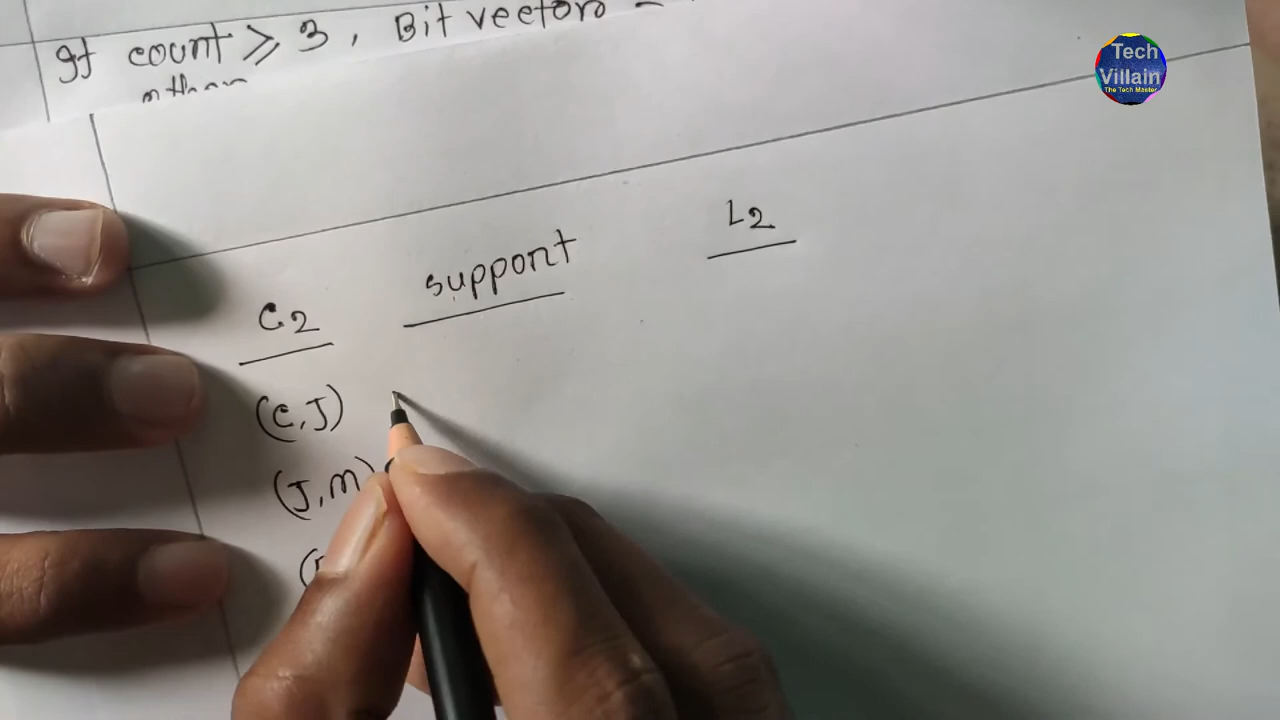 If count ≥ 3, Bit vectors -
Tech
Villain
The Tech Master
C2 support L2
(C,J)
(J,m)